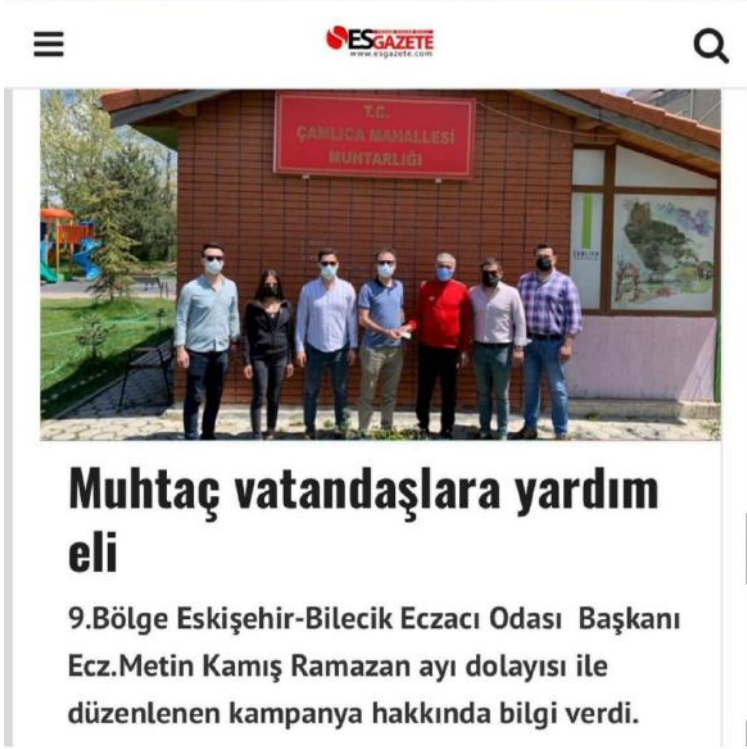 ESGAZETE
www.esgazete.com
T.C.
ÇAMLICA MAHALLESİ
MUHTARLIĞI
Muhtaç vatandaşlara yardım
eli
9.Bölge Eskişehir-Bilecik Eczacı Odası Başkanı
Ecz.Metin Kamış Ramazan ayı dolayısı ile
düzenlenen kampanya hakkında bilgi verdi.